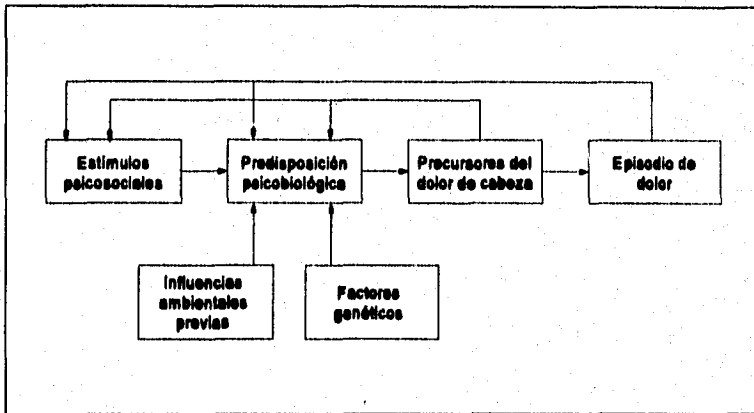 Estímulos
psicosociales
Predisposición
psicobiológica
Precursores del
dolor de cabeza
Episodio de
dolor
Influencias
ambientales
previas
Factores
genéticos